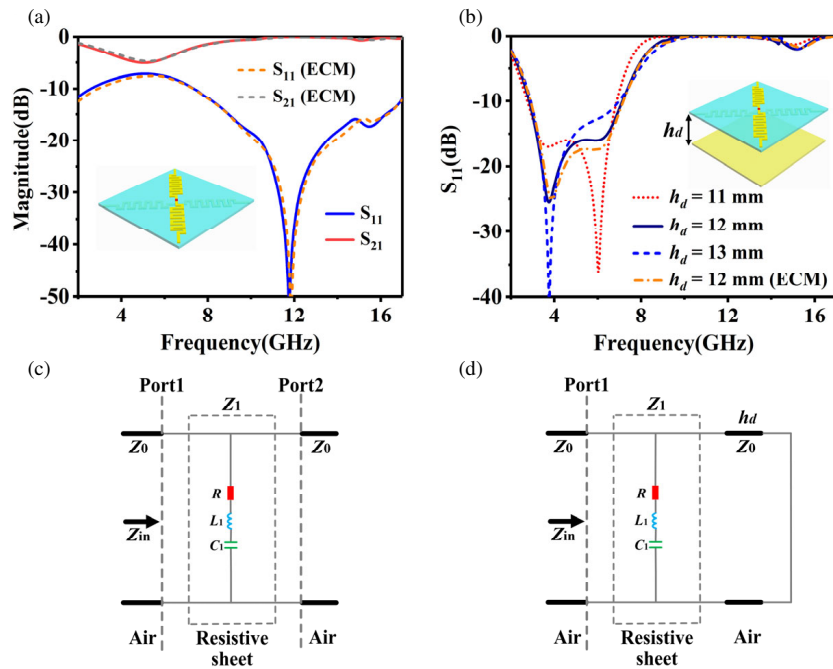 (a)
0
-10
-20
-30
-40
-50
Magnitude(dB)
S11 (ECM)
S21 (ECM)
S11
S21
4 8 12 16
Frequency(GHz)
(b)
0
-10
-20
-30
-40
S11(dB)
hd
hd = 11 mm
hd = 12 mm
hd = 13 mm
hd = 12 mm (ECM)
4 8 12 16
Frequency(GHz)
(c)
Port1 Port2
Z1
Z0 Z0
R
L1
C1
Zin
Air Resistive sheet Air
(d)
Port1
Z1
hd
Z0 Z0
R
L1
C1
Zin
Air Resistive sheet Air